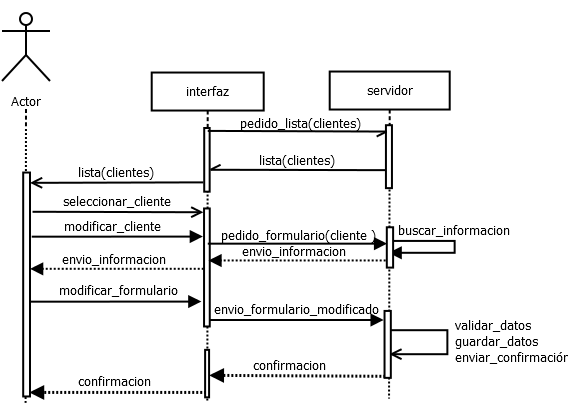 Actor
interfaz
servidor
pedido_lista(clientes)
lista(clientes)
lista(clientes)
seleccionar_cliente
modificar_cliente
pedido_formulario(cliente )
buscar_informacion
envio_informacion
envio_informacion
modificar_formulario
envio_formulario_modificado
validar_datos
guardar_datos
enviar_confirmación
confirmacion
confirmacion